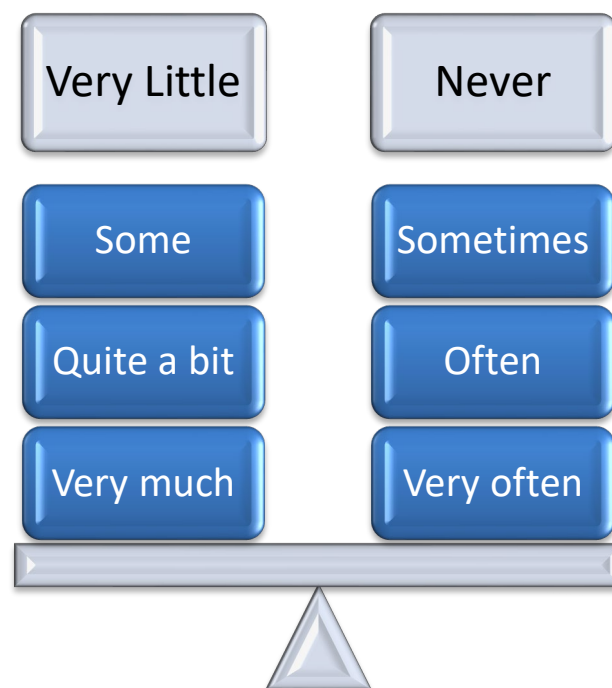 Very Little
Never
Some
Sometimes
Quite a bit
Often
Very much
Very often